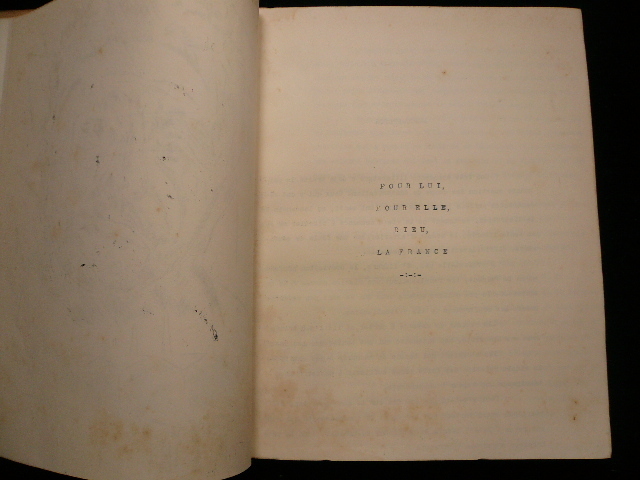 POUR LUI,
POUR ELLE,
DIEU,
LA FRANCE
-:-:-